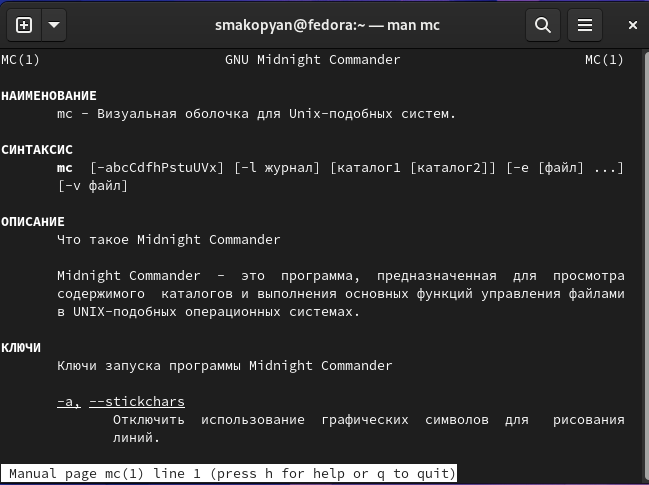 smakopyan@fedora:~ — man mc
MC(1) GNU Midnight Commander MC(1)
НАИМЕНОВАНИЕ
mc - Визуальная оболочка для Unix-подобных систем.
СИНТАКСИС
mc [-abcCdfhPstuUVx] [-l журнал] [каталог1 [каталог2]] [-e [файл] ...]
[-v файл]
ОПИСАНИЕ
Что такое Midnight Commander
Midnight Commander - это программа, предназначенная для просмотра
содержимого каталогов и выполнения основных функций управления файлами
в UNIX-подобных операционных системах.
КЛЮЧИ
Ключи запуска программы Midnight Commander
-a, --stickchars
Отключить использование графических символов для рисования
линий.
Manual page mc(1) line 1 (press h for help or q to quit)